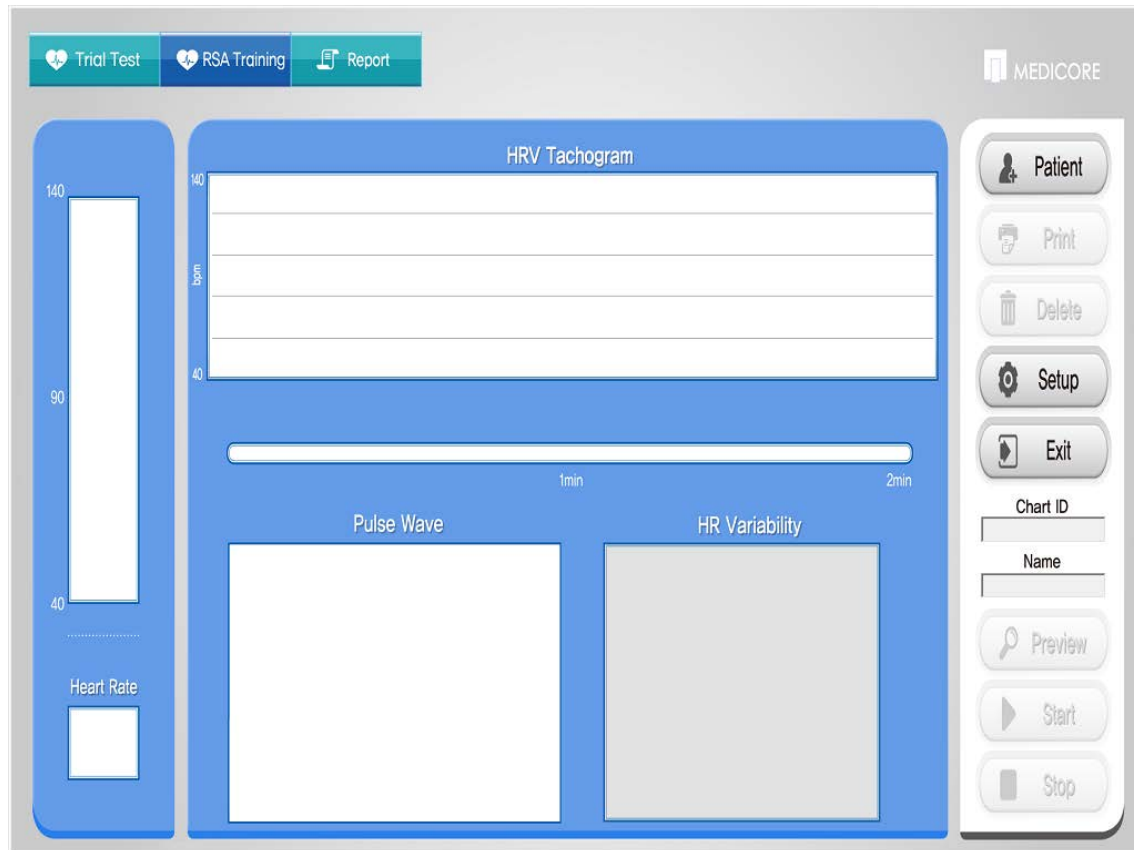 Trial Test
RSA Training
Report
MEDICORE
140
90
40
Heart Rate
HRV Tachogram
140
bpm
40
1min
2min
Pulse Wave
HR Variability
Patient
Print
Delete
Setup
Exit
Chart ID
Name
Preview
Start
Stop